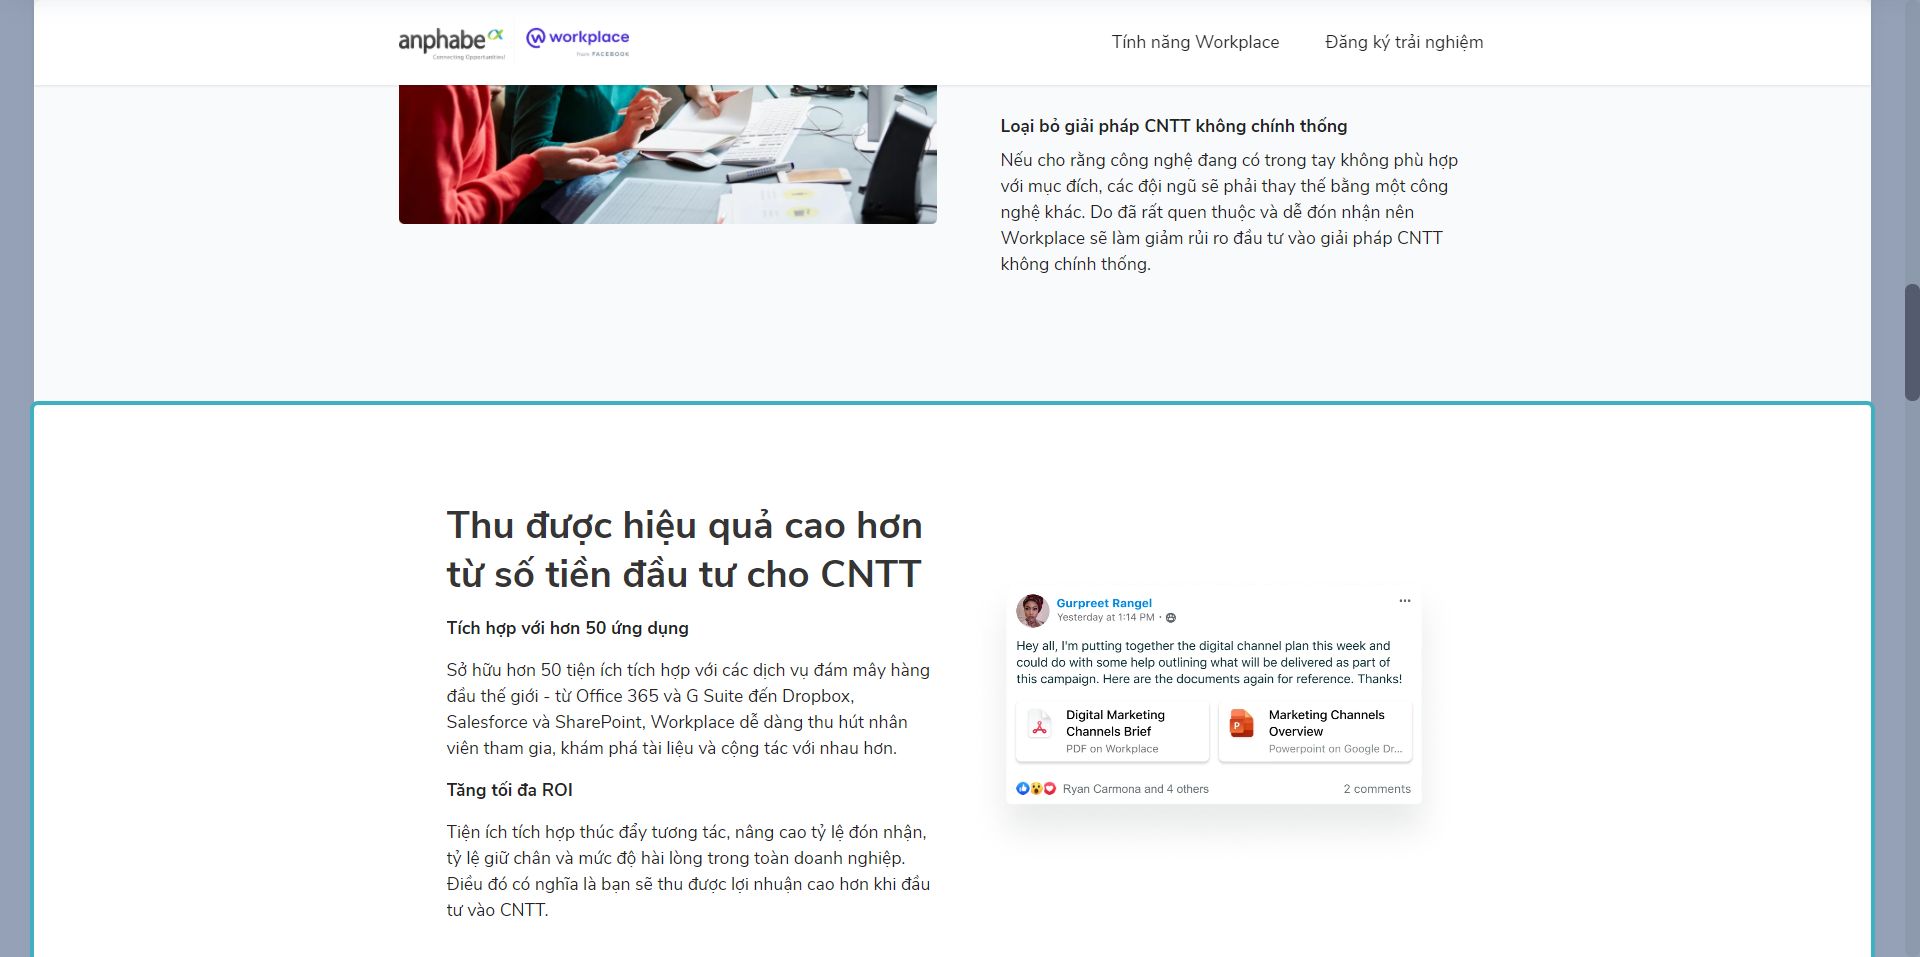 anphabe
Connecting Opportunities!
workplace
from FACEBOOK
Tính năng Workplace
Đăng ký trải nghiệm
Loại bỏ giải pháp CNTT không chính thống
Nếu cho rằng công nghệ đang có trong tay không phù hợp
với mục đích, các đội ngũ sẽ phải thay thế bằng một công
nghệ khác. Do đã rất quen thuộc và dễ đón nhận nên
Workplace sẽ làm giảm rủi ro đầu tư vào giải pháp CNTT
không chính thống.
Thu được hiệu quả cao hơn
từ số tiền đầu tư cho CNTT
Tích hợp với hơn 50 ứng dụng
Sở hữu hơn 50 tiện ích tích hợp với các dịch vụ đám mây hàng
đầu thế giới - từ Office 365 và G Suite đến Dropbox,
Salesforce và SharePoint, Workplace dễ dàng thu hút nhân
viên tham gia, khám phá tài liệu và cộng tác với nhau hơn.
Tăng tối đa ROI
Tiện ích tích hợp thúc đẩy tương tác, nâng cao tỷ lệ đón nhận,
tỷ lệ giữ chân và mức độ hài lòng trong toàn doanh nghiệp.
Điều đó có nghĩa là bạn sẽ thu được lợi nhuận cao hơn khi đầu
tư vào CNTT.
Gurpreet Rangel
Yesterday at 1:14 PM ·
Hey all, I'm putting together the digital channel plan this week and
could do with some help outlining what will be delivered as part of
this campaign. Here are the documents again for reference. Thanks!
Digital Marketing
Channels Brief
PDF on Workplace
P
Marketing Channels
Overview
Powerpoint on Google Dr...
Ryan Carmona and 4 others
2 comments